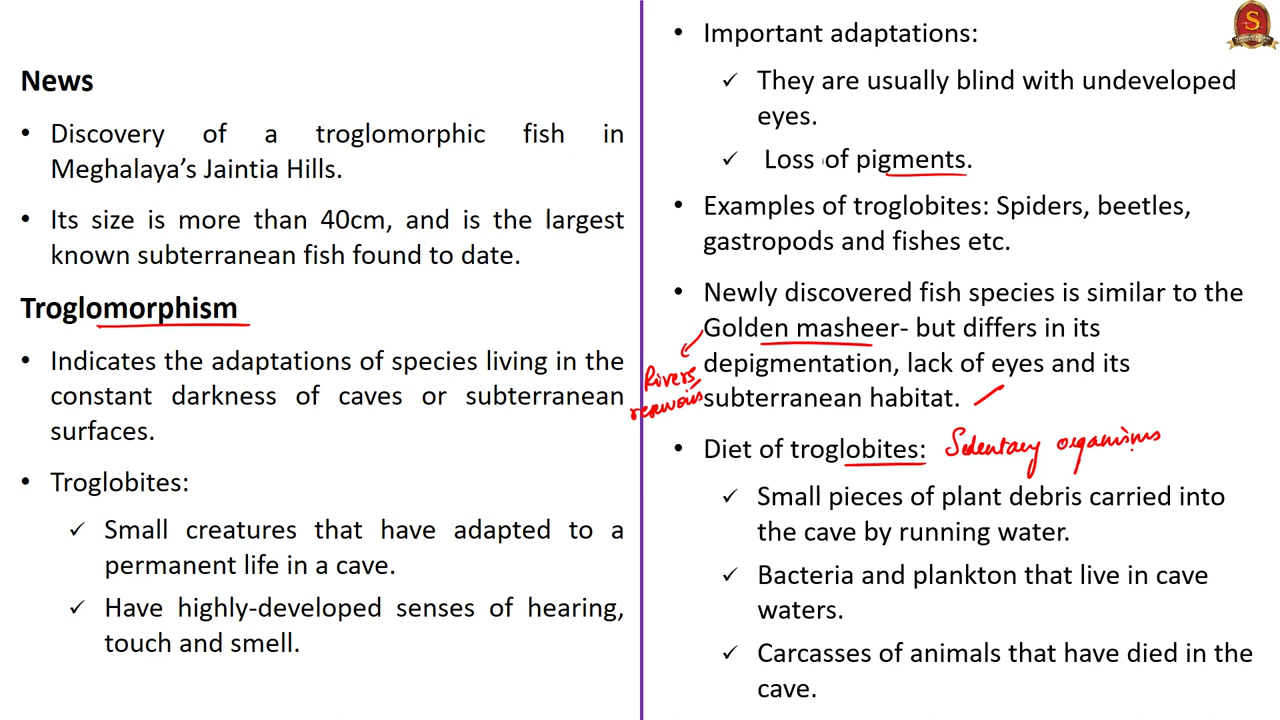 News
• Discovery of a troglomorphic fish in
Meghalaya's Jaintia Hills.
• Its size is more than 40cm, and is the largest
known subterranean fish found to date.
Troglomorphism
• Indicates the adaptations of species living in the
constant darkness of caves or subterranean
surfaces.
• Troglobites:
✓ Small creatures that have adapted to a
permanent life in a cave.
✓ Have highly-developed senses of hearing,
touch and smell.
• Important adaptations:
✓ They are usually blind with undeveloped
eyes.
✓ Loss of pigments.
• Examples of troglobites: Spiders, beetles,
gastropods and fishes etc.
• Newly discovered fish species is similar to the
Golden masheer- but differs in its
depigmentation, lack of eyes and its
subterranean habitat.
Rivers,
reservoirs
• Diet of troglobites: Sedentary organisms
✓ Small pieces of plant debris carried into
the cave by running water.
✓ Bacteria and plankton that live in cave
waters.
✓ Carcasses of animals that have died in the
cave.
S